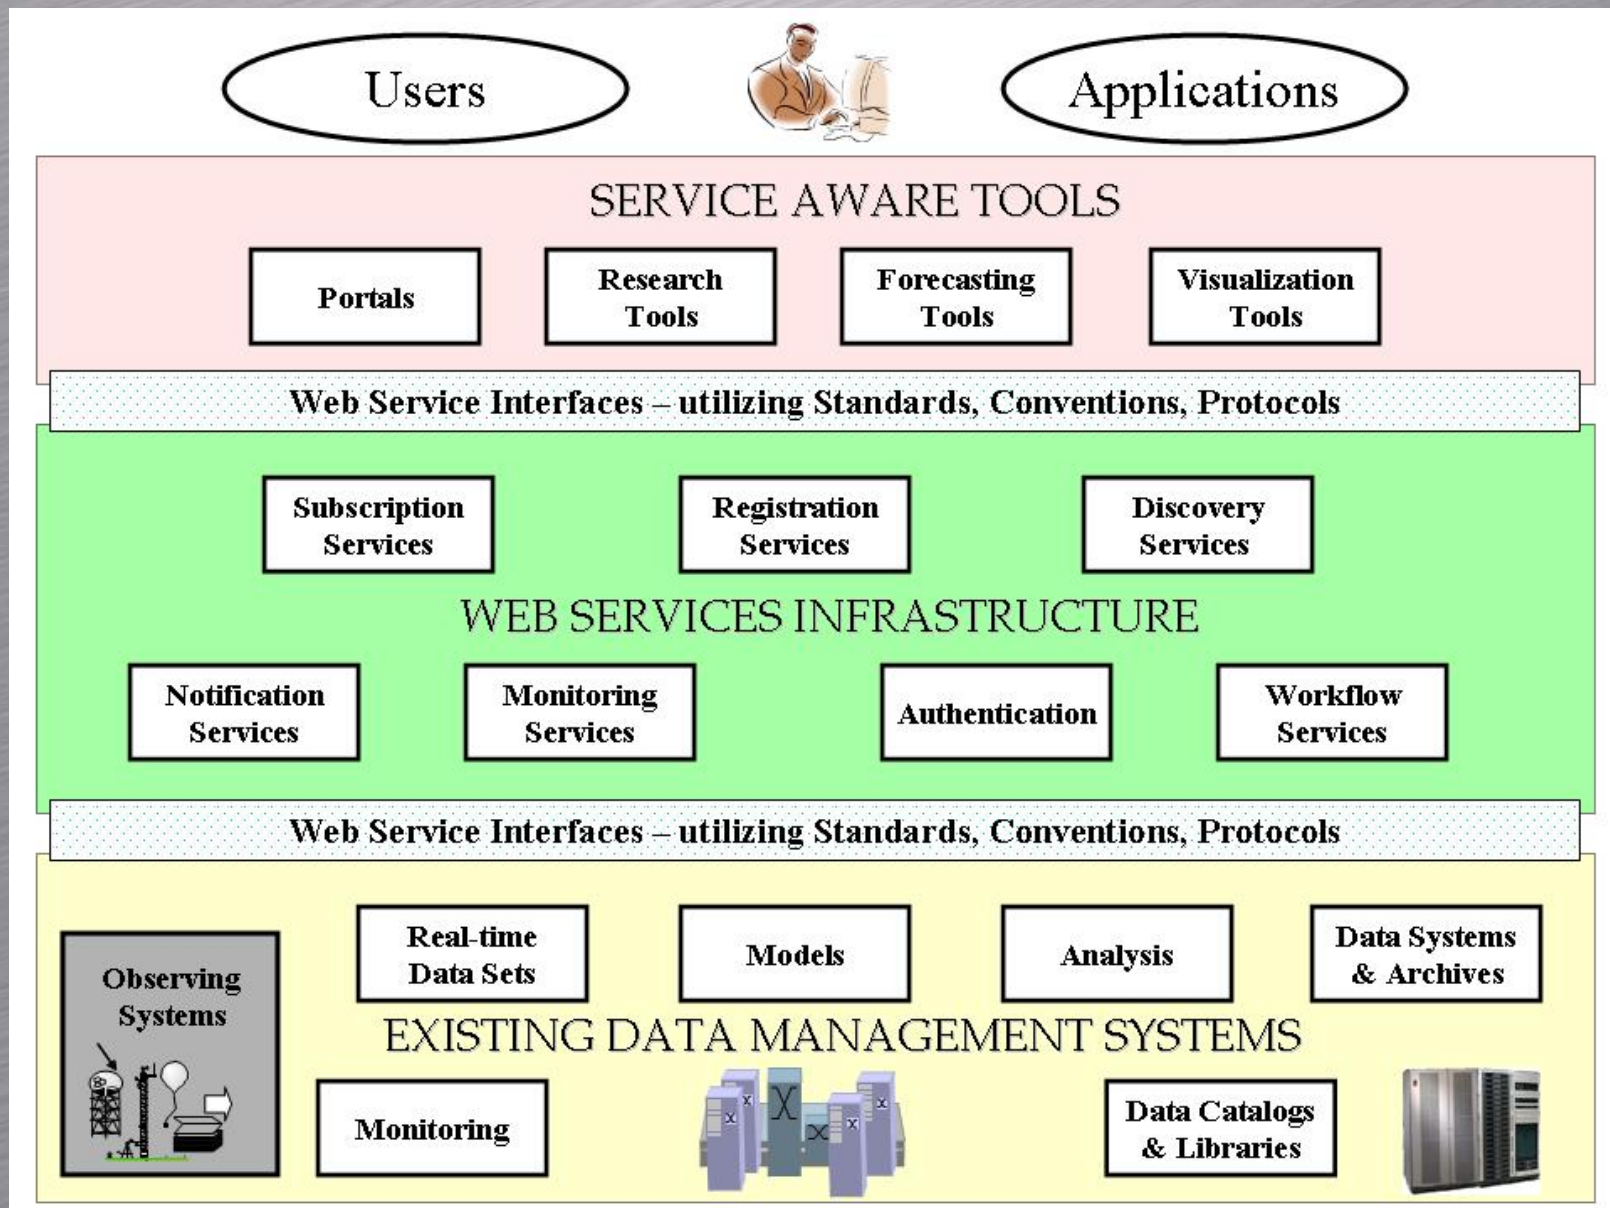 Users
Applications
SERVICE AWARE TOOLS
Portals
Research
Tools
Forecasting
Tools
Visualization
Tools
Web Service Interfaces – utilizing Standards, Conventions, Protocols
Subscription
Services
Registration
Services
Discovery
Services
WEB SERVICES INFRASTRUCTURE
Notification
Services
Monitoring
Services
Authentication
Workflow
Services
Web Service Interfaces – utilizing Standards, Conventions, Protocols
Observing
Systems
Real-time
Data Sets
Models
Analysis
Data Systems
& Archives
EXISTING DATA MANAGEMENT SYSTEMS
Monitoring
Data Catalogs
& Libraries